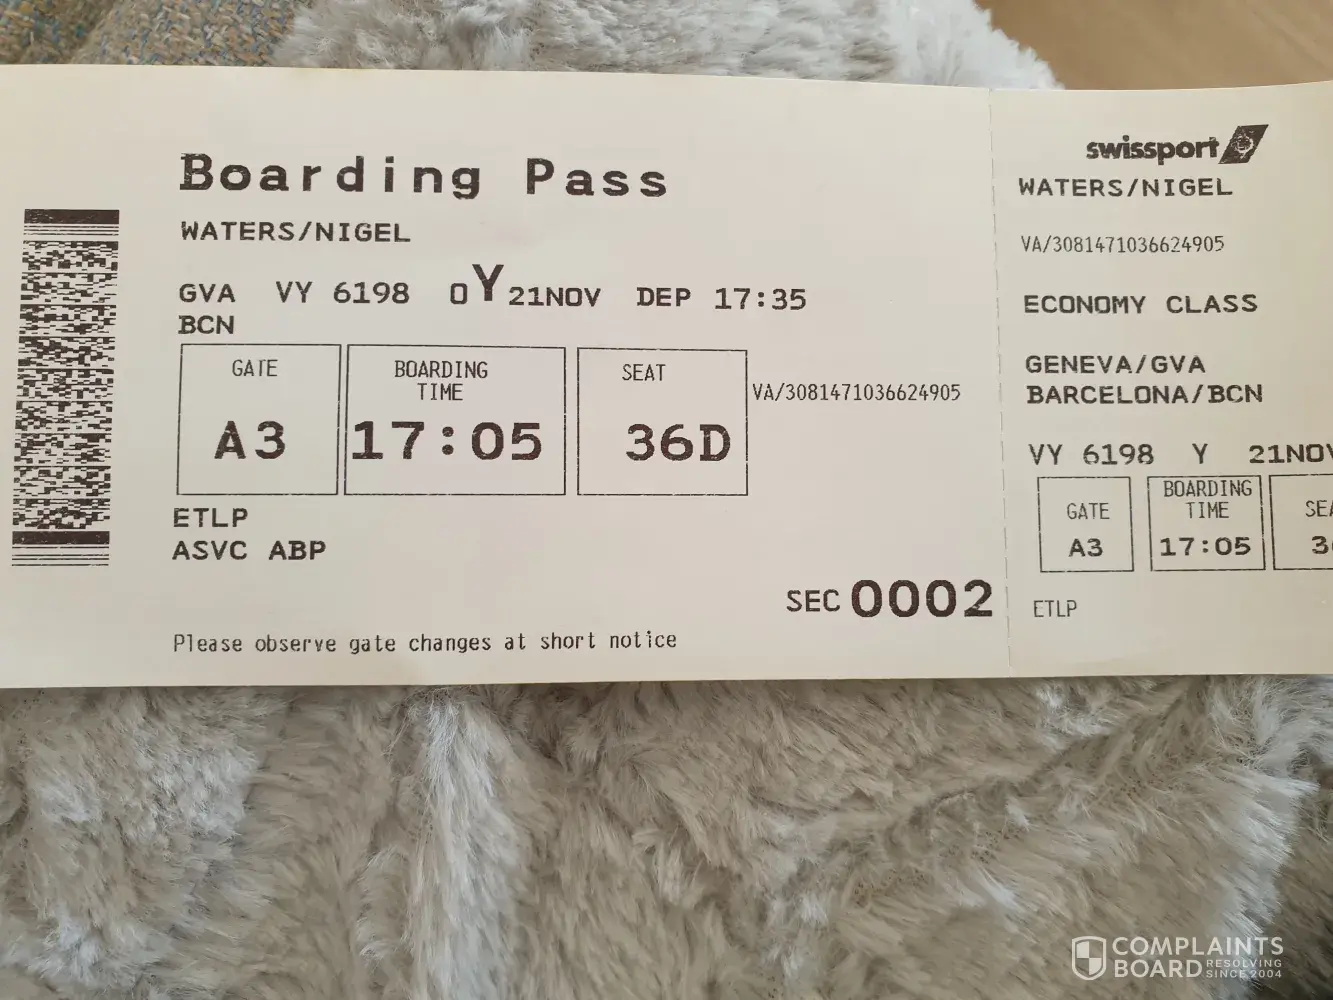 Boarding Pass
WATERS/NIGEL
GVA VY 6198 0Y21NOV DEP 17:35
BCN
GATE
A3
BOARDING
TIME
17:05
SEAT
36D
VA/3081471036624905
ETLP
ASVC ABP
SEC 0002
Please observe gate changes at short notice
swissport
WATERS/NIGEL
VA/3081471036624905
ECONOMY CLASS
GENEVA/GVA
BARCELONA/BCN
VY 6198 Y 21NOV
GATE
A3
BOARDING
TIME
17:05
SEA
3
ETLP
COMPLAINTS
BOARD RESOLVING
SINCE 2004